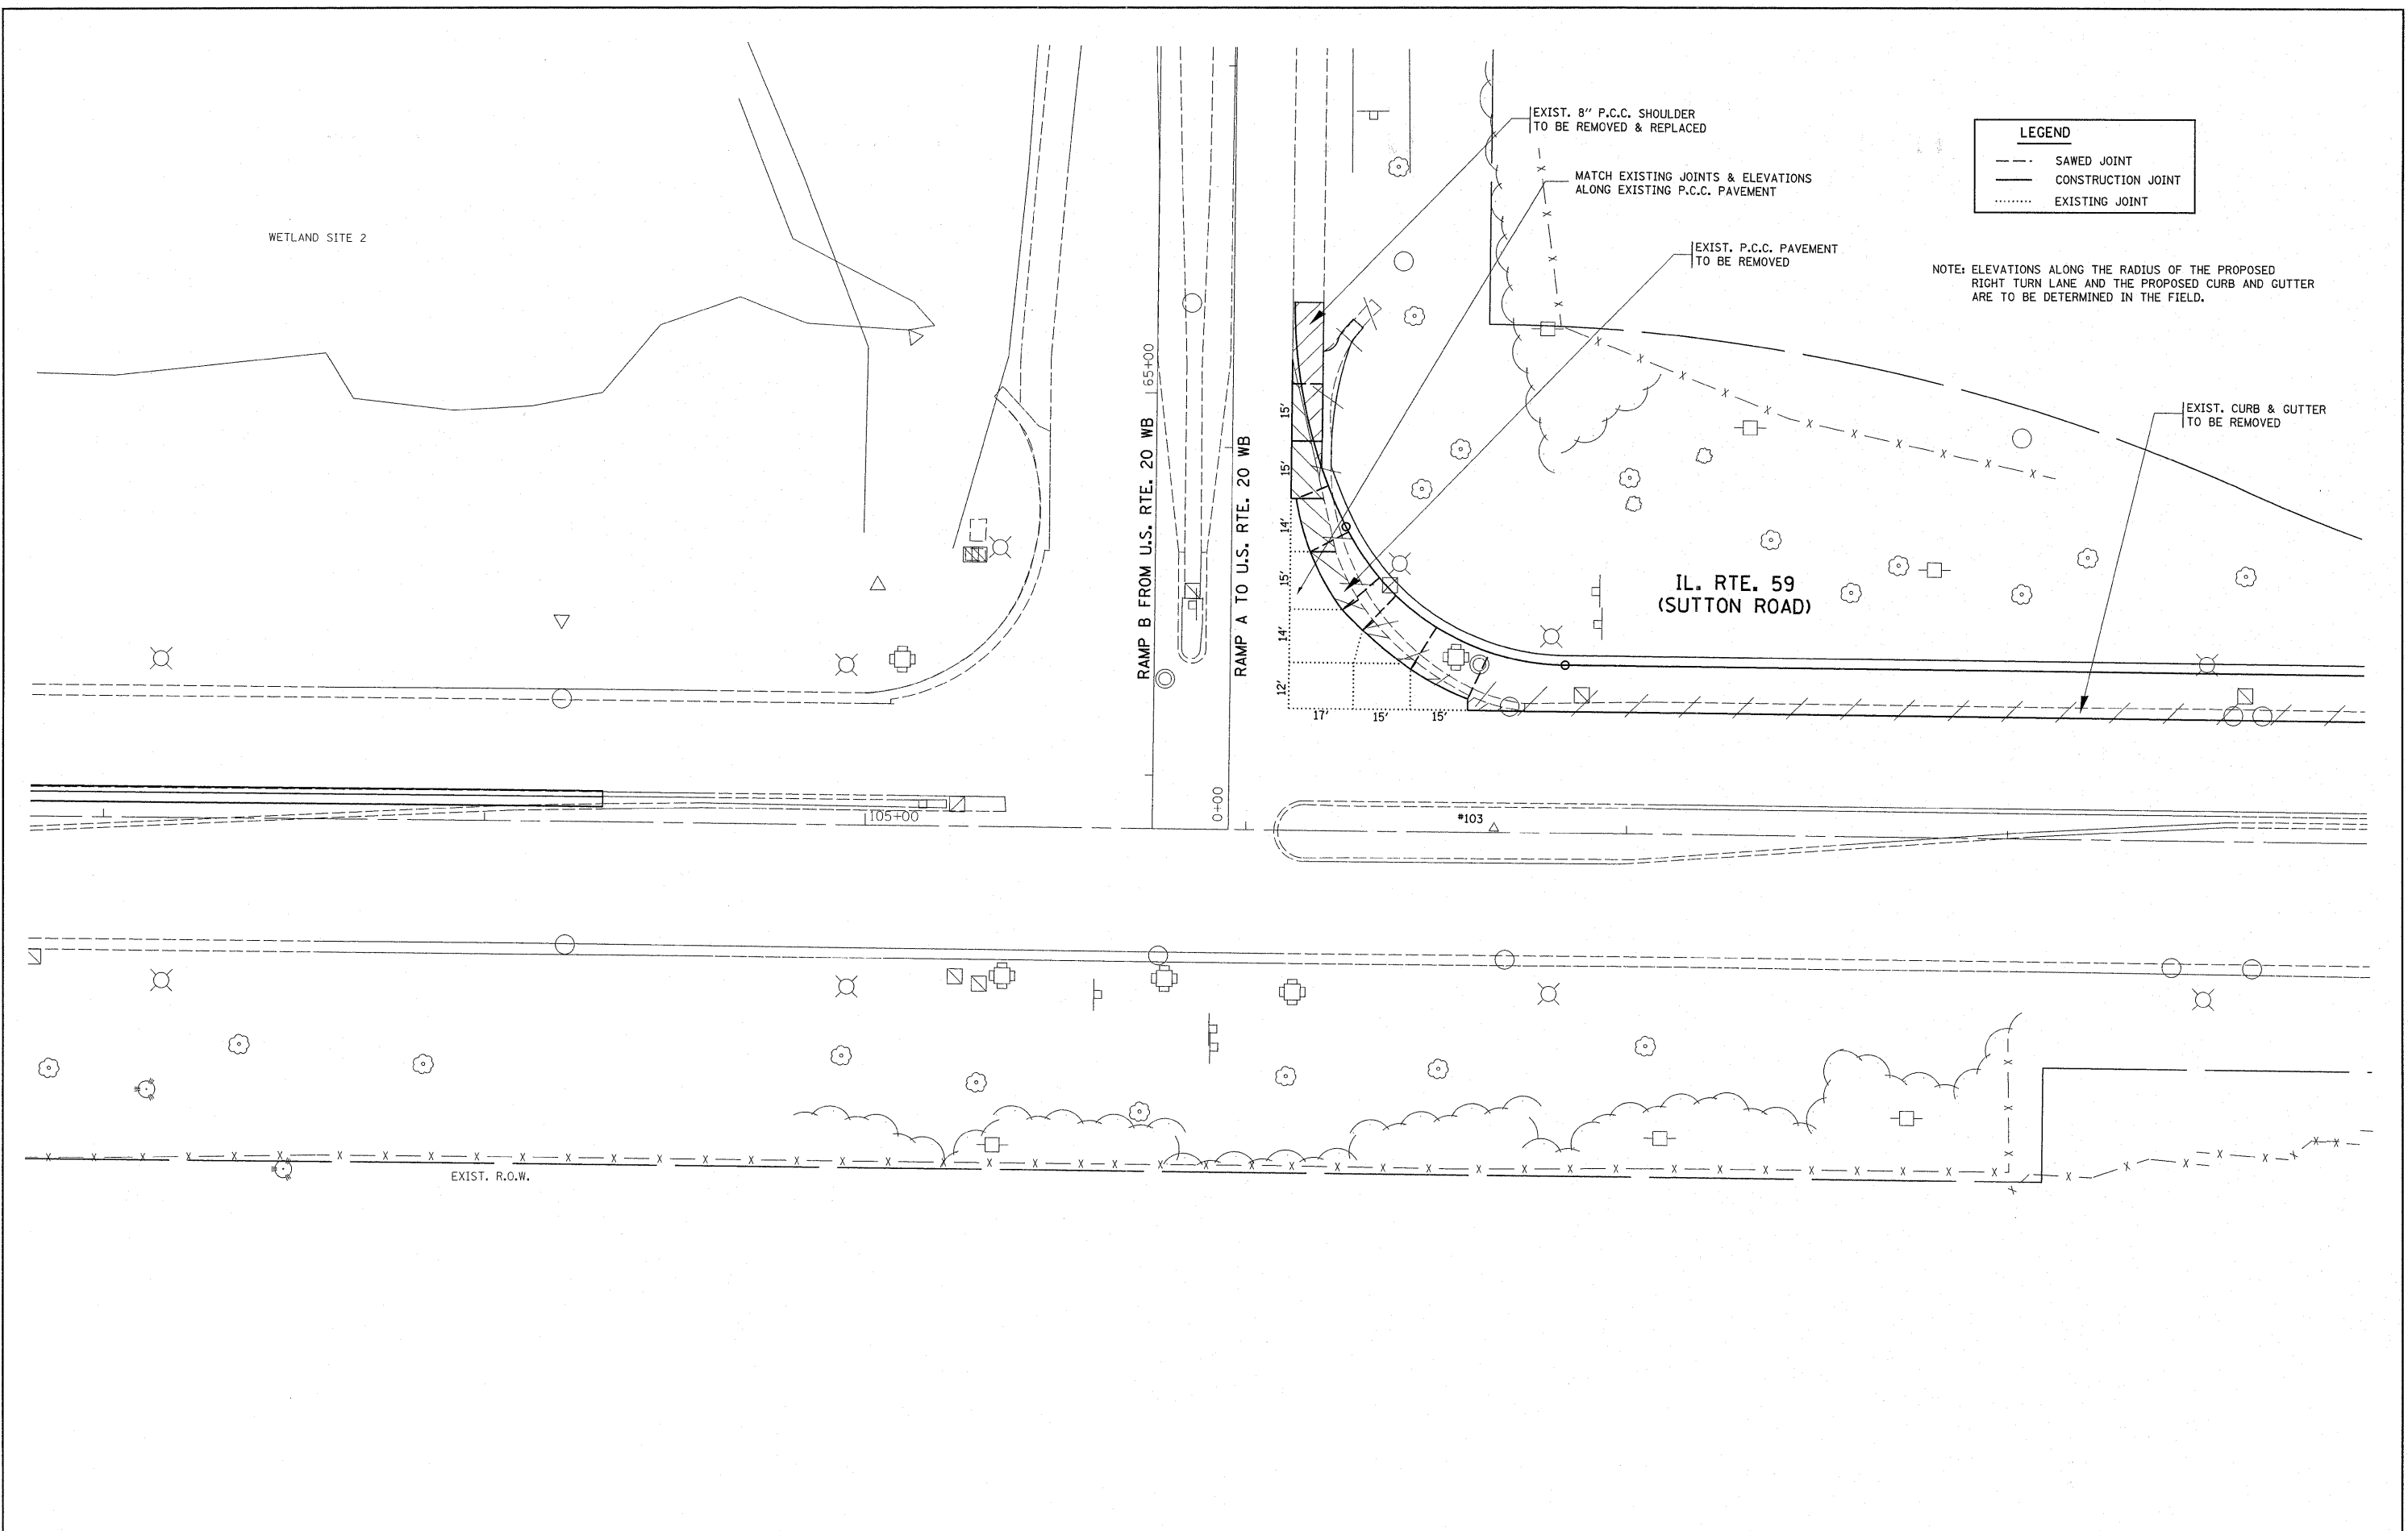 EXIST. 8" P.C.C. SHOULDER
TO BE REMOVED & REPLACED
MATCH EXISTING JOINTS & ELEVATIONS
ALONG EXISTING P.C.C. PAVEMENT
EXIST. P.C.C. PAVEMENT
TO BE REMOVED
LEGEND
SAWED JOINT
CONSTRUCTION JOINT
EXISTING JOINT
NOTE: ELEVATIONS ALONG THE RADIUS OF THE PROPOSED
RIGHT TURN LANE AND THE PROPOSED CURB AND GUTTER
ARE TO BE DETERMINED IN THE FIELD.
WETLAND SITE 2
EXIST. CURB & GUTTER
TO BE REMOVED
165+00
RAMP B FROM U.S. RTE. 20 WB
RAMP A TO U.S. RTE. 20 WB
15'
15'
14'
15'
14'
12'
17'
15'
15'
IL. RTE. 59
(SUTTON ROAD)
105+00
0+00
#103
EXIST. R.O.W.